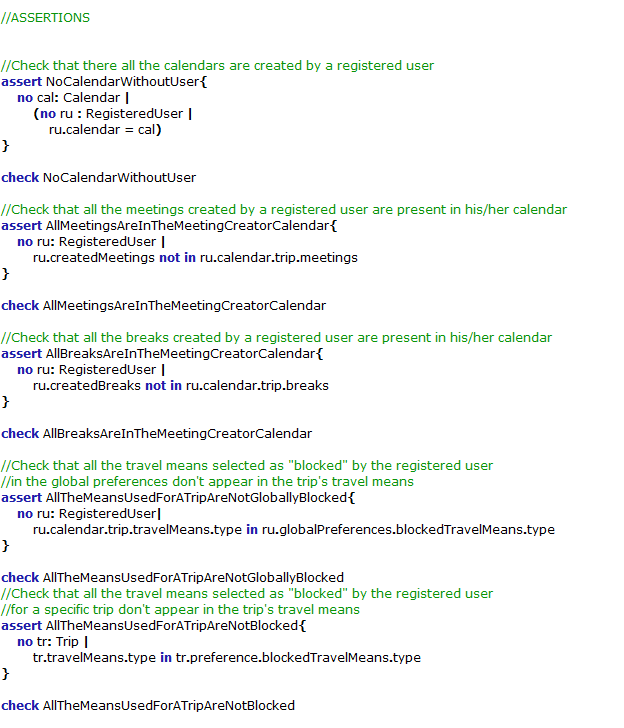 //ASSERTIONS
//Check that there all the calendars are created by a registered user
assert NoCalendarWithoutUser{
no cal: Calendar |
(no ru : RegisteredUser |
ru.calendar = cal)
}
check NoCalendarWithoutUser
//Check that all the meetings created by a registered user are present in his/her calendar
assert AllMeetingsAreInTheMeetingCreatorCalendar{
no ru: RegisteredUser |
ru.createdMeetings not in ru.calendar.trip.meetings
}
check AllMeetingsAreInTheMeetingCreatorCalendar
//Check that all the breaks created by a registered user are present in his/her calendar
assert AllBreaksAreInTheMeetingCreatorCalendar{
no ru: RegisteredUser |
ru.createdBreaks not in ru.calendar.trip.breaks
}
check AllBreaksAreInTheMeetingCreatorCalendar
//Check that all the travel means selected as "blocked" by the registered user
//in the global preferences don't appear in the trip's travel means
assert AllTheMeansUsedForATripAreNotGloballyBlocked{
no ru: RegisteredUser|
ru.calendar.trip.travelMeans.type in ru.globalPreferences.blockedTravelMeans.type
}
check AllTheMeansUsedForATripAreNotGloballyBlocked
//Check that all the travel means selected as "blocked" by the registered user
//for a specific trip don't appear in the trip's travel means
assert AllTheMeansUsedForATripAreNotBlocked{
no tr: Trip |
tr.travelMeans.type in tr.preference.blockedTravelMeans.type
}
check AllTheMeansUsedForATripAreNotBlocked